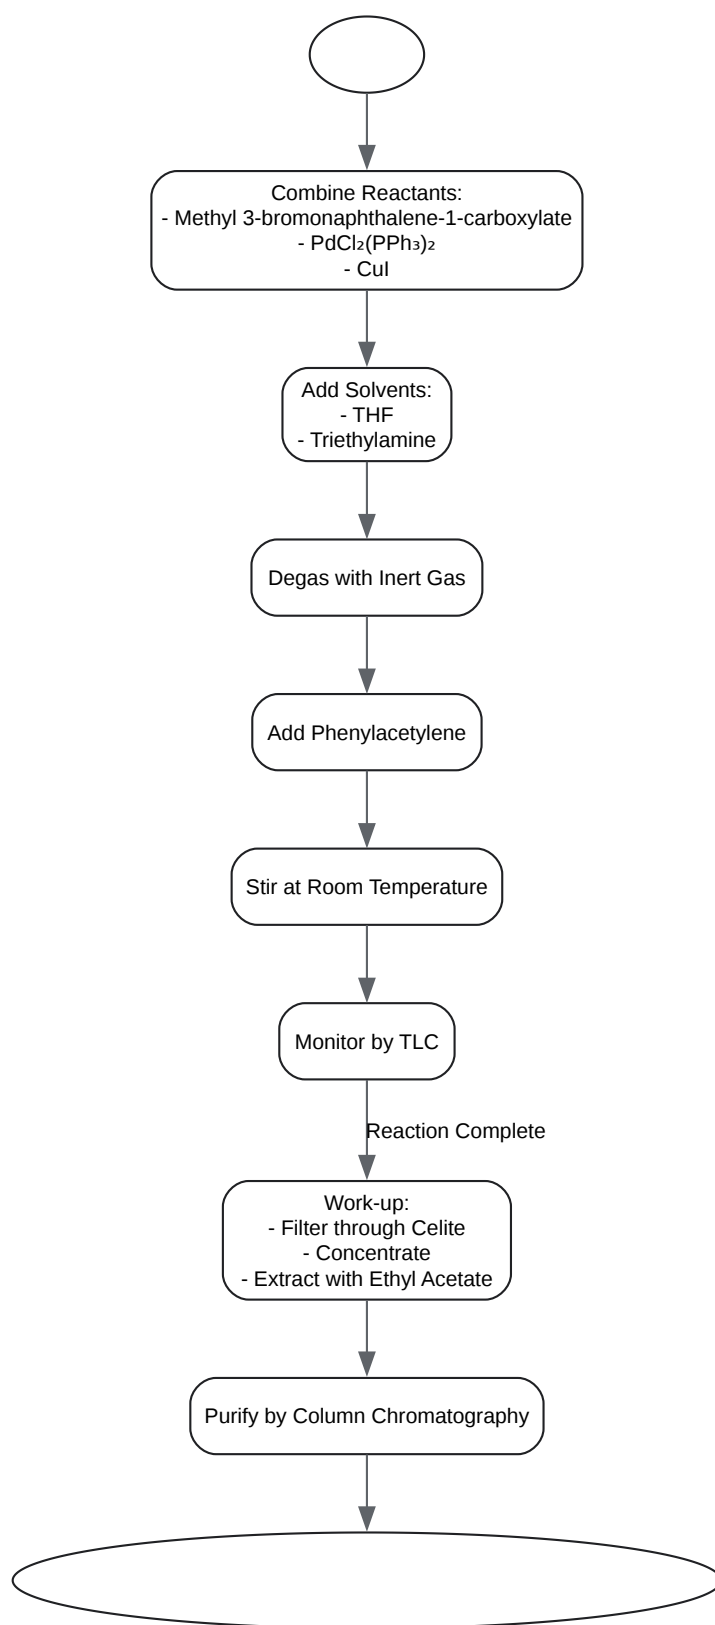 Combine Reactants:
- Methyl 3-bromonaphthalene-1-carboxylate
- PdCl₂(PPh₃)₂
- CuI
Add Solvents:
- THF
- Triethylamine
Degas with Inert Gas
Add Phenylacetylene
Stir at Room Temperature
Monitor by TLC
Reaction Complete
Work-up:
- Filter through Celite
- Concentrate
- Extract with Ethyl Acetate
Purify by Column Chromatography